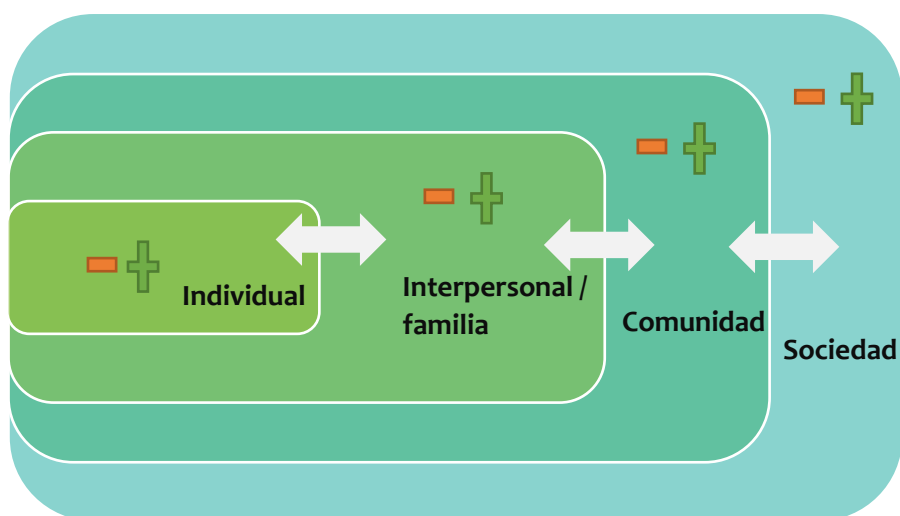 Individual
Interpersonal /
familia
Comunidad
Sociedad